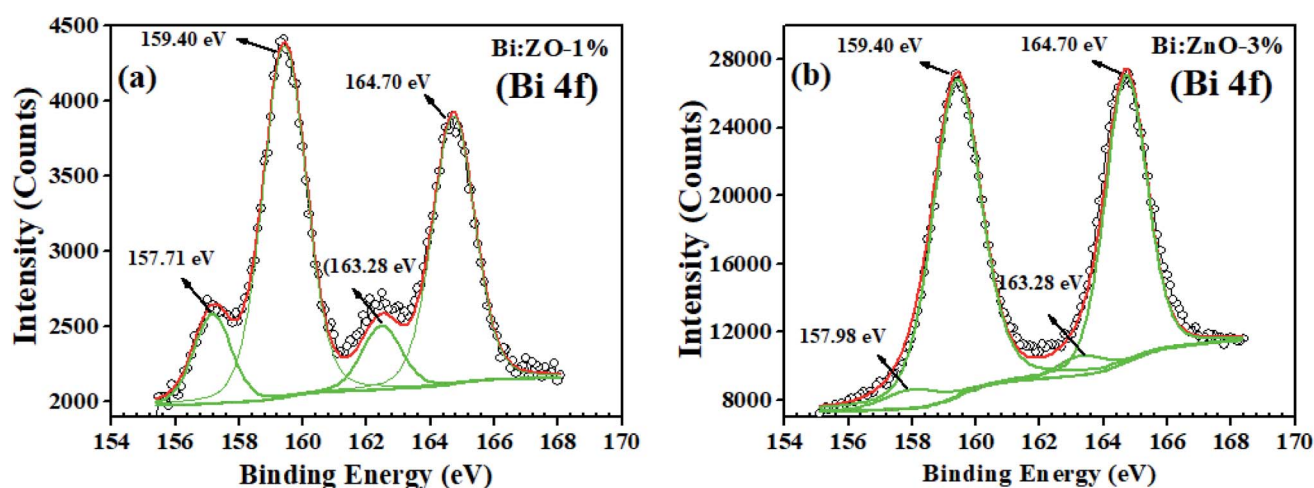 (a)
Bi:ZO-1%
(Bi 4f)
159.40 eV
164.70 eV
157.71 eV
(163.28 eV
4500
4000
3500
3000
2500
2000
Intensity (Counts)
154 156 158 160 162 164 166 168 170
Binding Energy (eV)
(b)
Bi:ZnO-3%
(Bi 4f)
159.40 eV
164.70 eV
163.28 eV
157.98 eV
28000
24000
20000
16000
12000
8000
Intensity (Counts)
154 156 158 160 162 164 166 168 170
Binding Energy (eV)